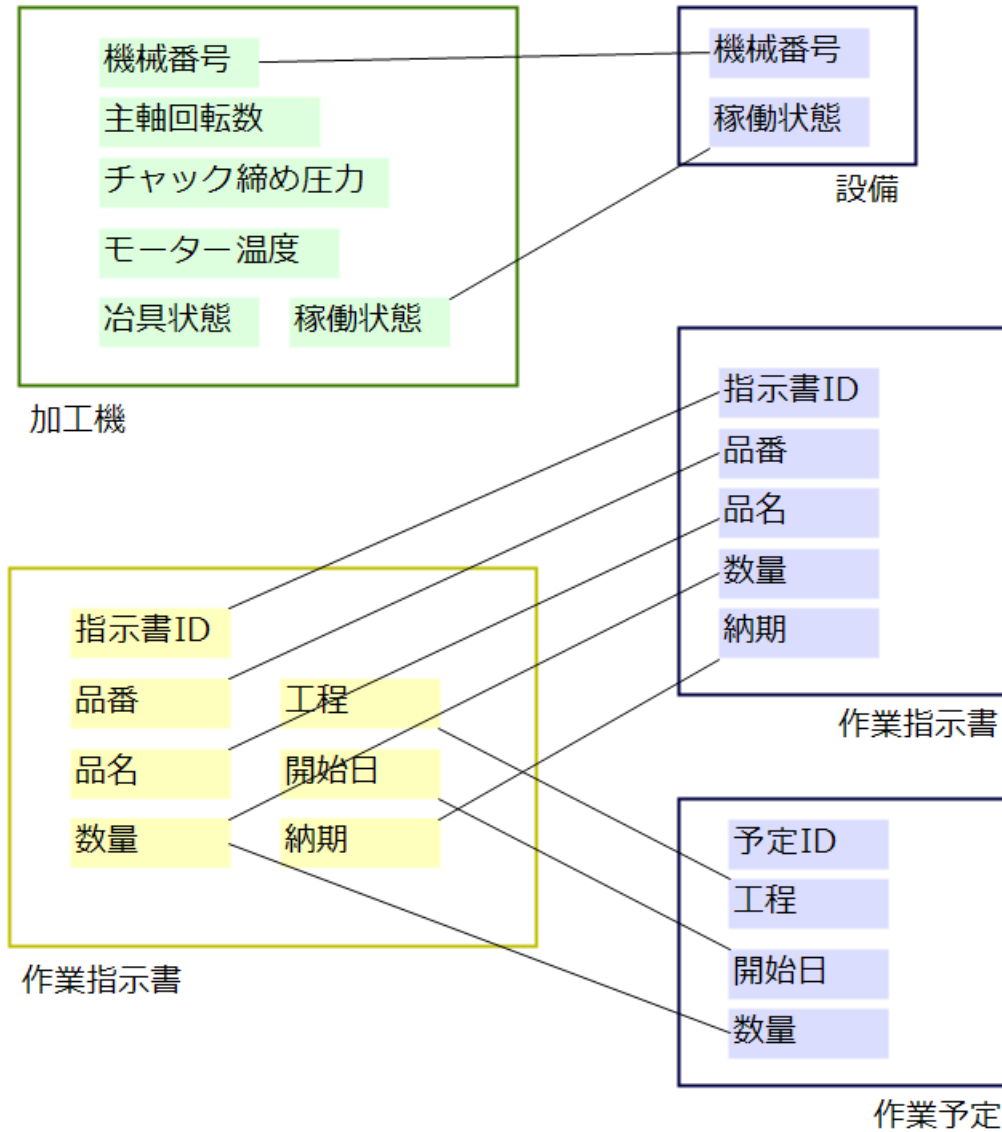 機械番号
主軸回転数
チャック締め圧力
モーター温度
冶具状態
稼働状態
加工機
機械番号
稼働状態
設備
指示書ID
品番
品名
数量
工程
開始日
納期
作業指示書
指示書ID
品番
品名
数量
納期
作業指示書
予定ID
工程
開始日
数量
作業予定